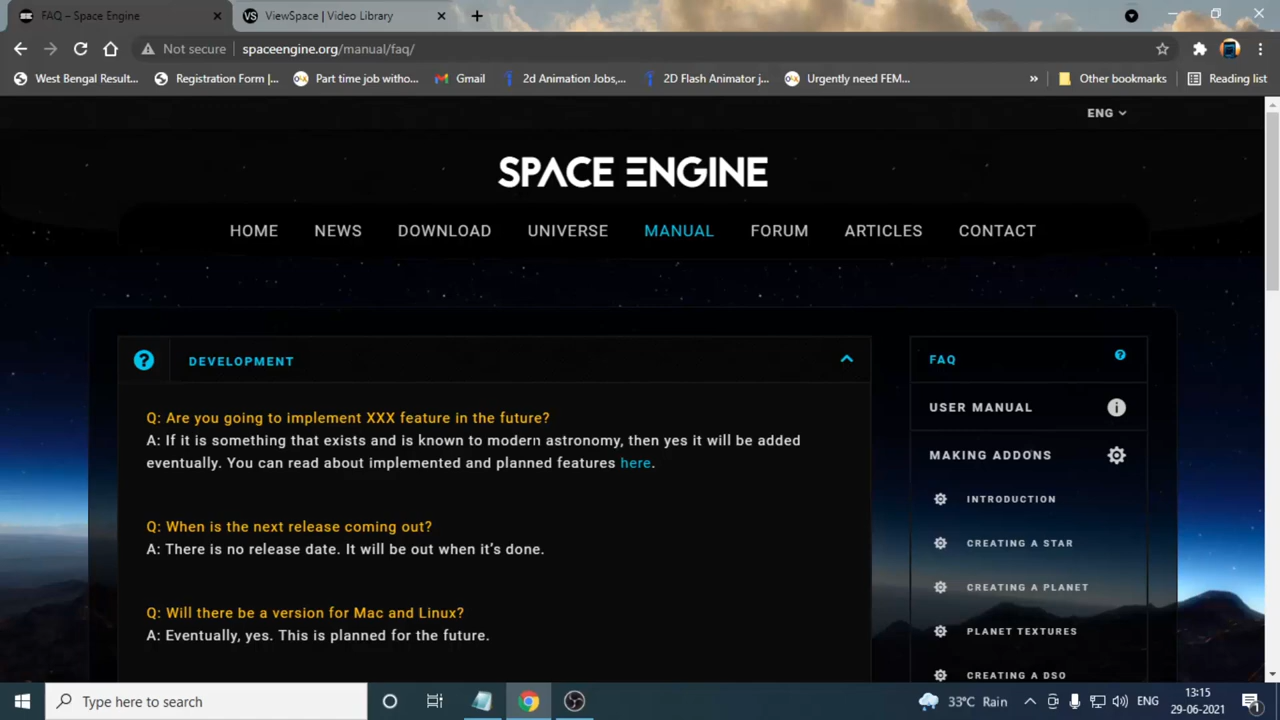 FAQ – Space Engine
VS ViewSpace | Video Library
Not secure spaceengine.org/manual/faq/
West Bengal Result... Registration Form |... Part time job witho... Gmail 2d Animation Jobs,... 2D Flash Animator j... Urgently need FEM... » Other bookmarks Reading list
ENG
SPACE ENGINE
HOME NEWS DOWNLOAD UNIVERSE MANUAL FORUM ARTICLES CONTACT
DEVELOPMENT
Q: Are you going to implement XXX feature in the future?
A: If it is something that exists and is known to modern astronomy, then yes it will be added
eventually. You can read about implemented and planned features here.
Q: When is the next release coming out?
A: There is no release date. It will be out when it's done.
Q: Will there be a version for Mac and Linux?
A: Eventually, yes. This is planned for the future.
FAQ
USER MANUAL
MAKING ADDONS
INTRODUCTION
CREATING A STAR
CREATING A PLANET
PLANET TEXTURES
CREATING A DSO
Type here to search
33°C Rain
ENG
13:15
29-06-2021